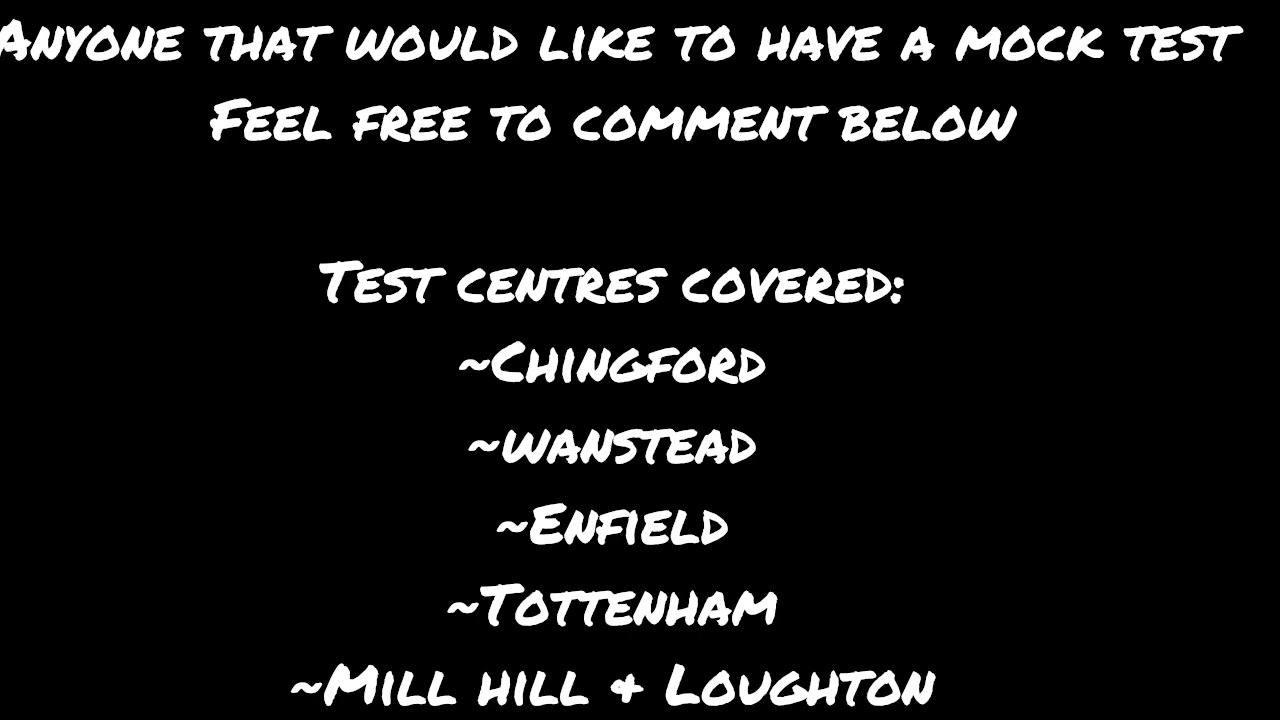 Anyone that would like to have a mock test
Feel free to comment below
Test centres covered:
~Chingford
~wanstead
~Enfield
~Tottenham
~Mill hill & Loughton